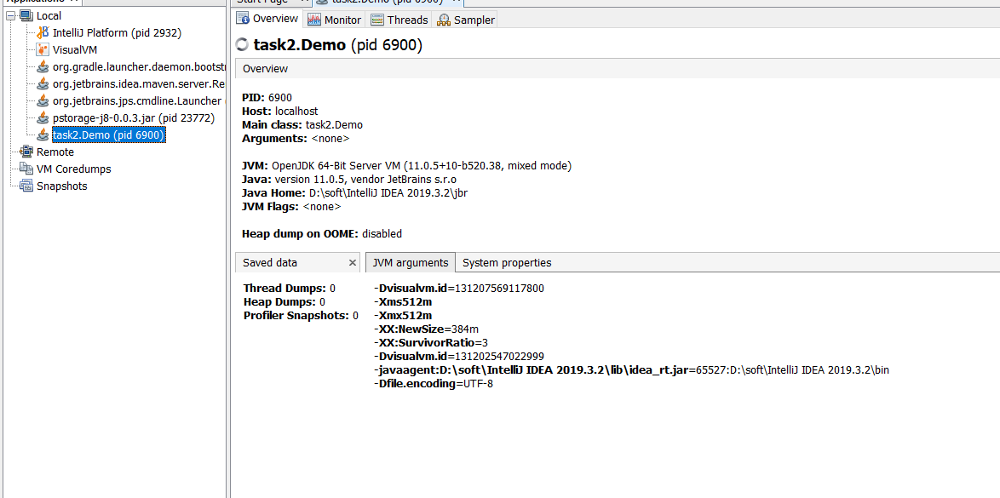 Applications
Start Page
task2.Demo (pid 6900)
Local
IntelliJ Platform (pid 2932)
VisualVM
org.gradle.launcher.daemon.bootstr
org.jetbrains.idea.maven.server.Re
org.jetbrains.jps.cmdline.Launcher (
pstorage-j8-0.0.3.jar (pid 23772)
task2.Demo (pid 6900)
Remote
VM Coredumps
Snapshots
Overview
Monitor
Threads
Sampler
task2.Demo (pid 6900)
Overview
PID: 6900
Host: localhost
Main class: task2.Demo
Arguments: <none>
JVM: OpenJDK 64-Bit Server VM (11.0.5+10-b520.38, mixed mode)
Java: version 11.0.5, vendor JetBrains s.r.o
Java Home: D:\soft\IntelliJ IDEA 2019.3.2\jbr
JVM Flags: <none>
Heap dump on OOME: disabled
Saved data
Thread Dumps: 0
Heap Dumps: 0
Profiler Snapshots: 0
JVM arguments
System properties
-Dvisualvm.id=131207569117800
-Xms512m
-Xmx512m
-XX:NewSize=384m
-XX:SurvivorRatio=3
-Dvisualvm.id=131202547022999
-javaagent:D:\soft\IntelliJ IDEA 2019.3.2\lib\idea_rt.jar=65527:D:\soft\IntelliJ IDEA 2019.3.2\bin
-Dfile.encoding=UTF-8